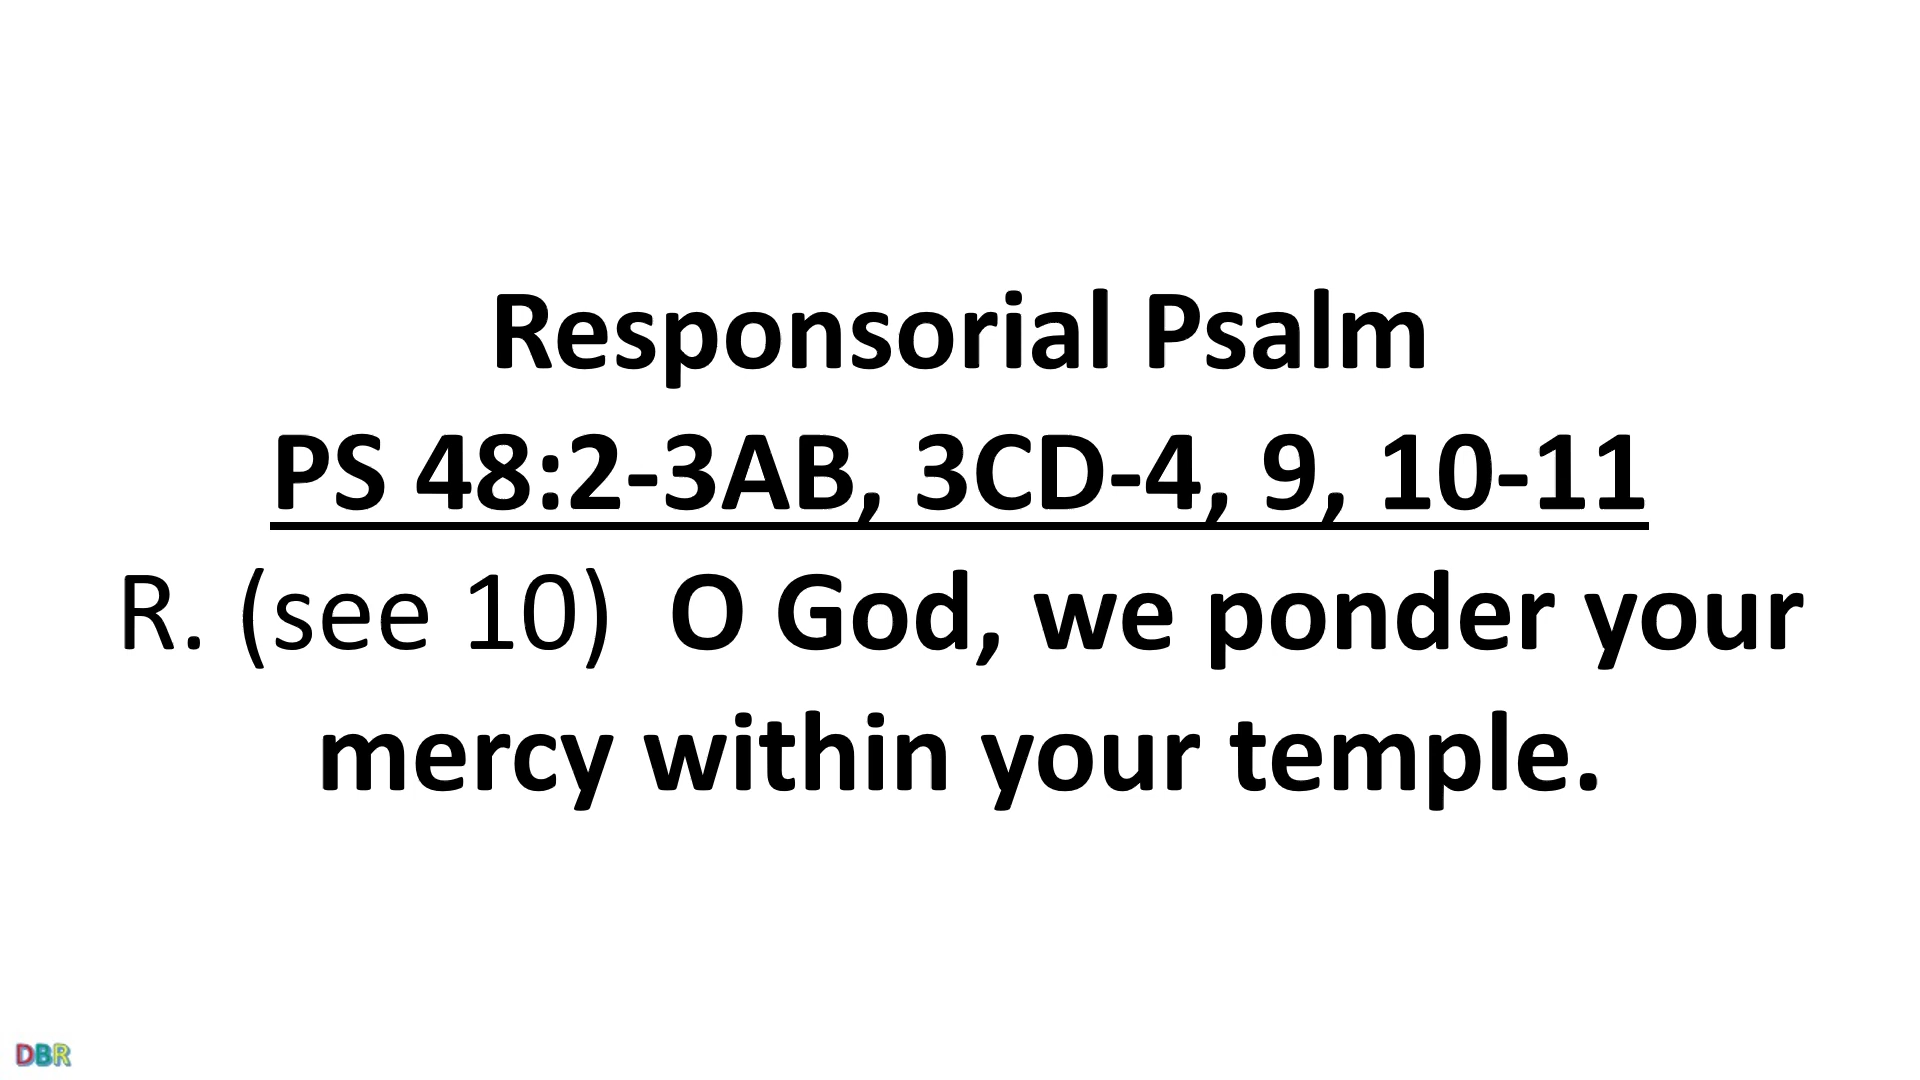 Responsorial Psalm
PS 48:2-3AB, 3CD-4, 9, 10-11
R. (see 10)  O God, we ponder your
mercy within your temple.
DBR